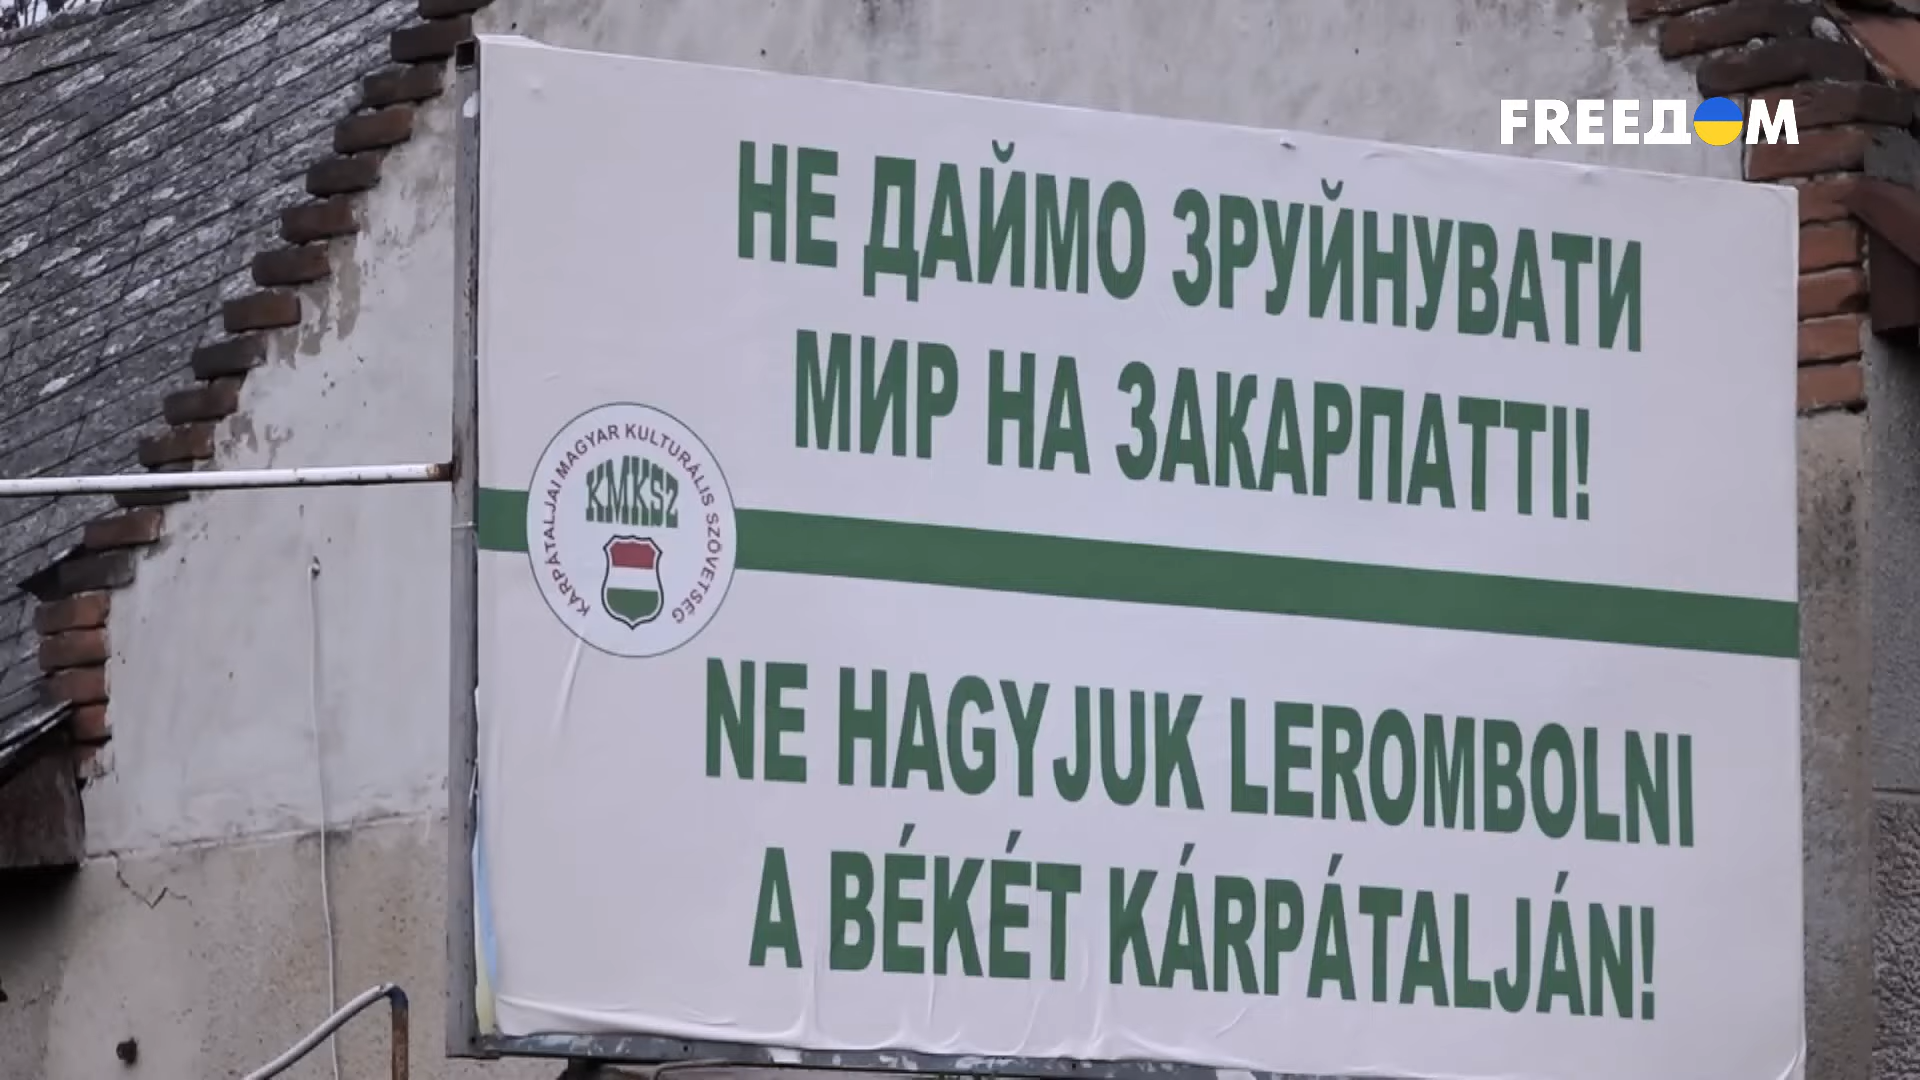 FREEДOM
НЕ ДАЙМО ЗРУЙНУВАТИ
МИР НА ЗАКАРПАТТІ!
KÁRPÁTALJAI MAGYAR KULTURÁLIS SZÖVETSÉG
KMKSZ
NE HAGYJUK LEROMBOLNI
A BÉKÉT KÁRPÁTALJÁN!